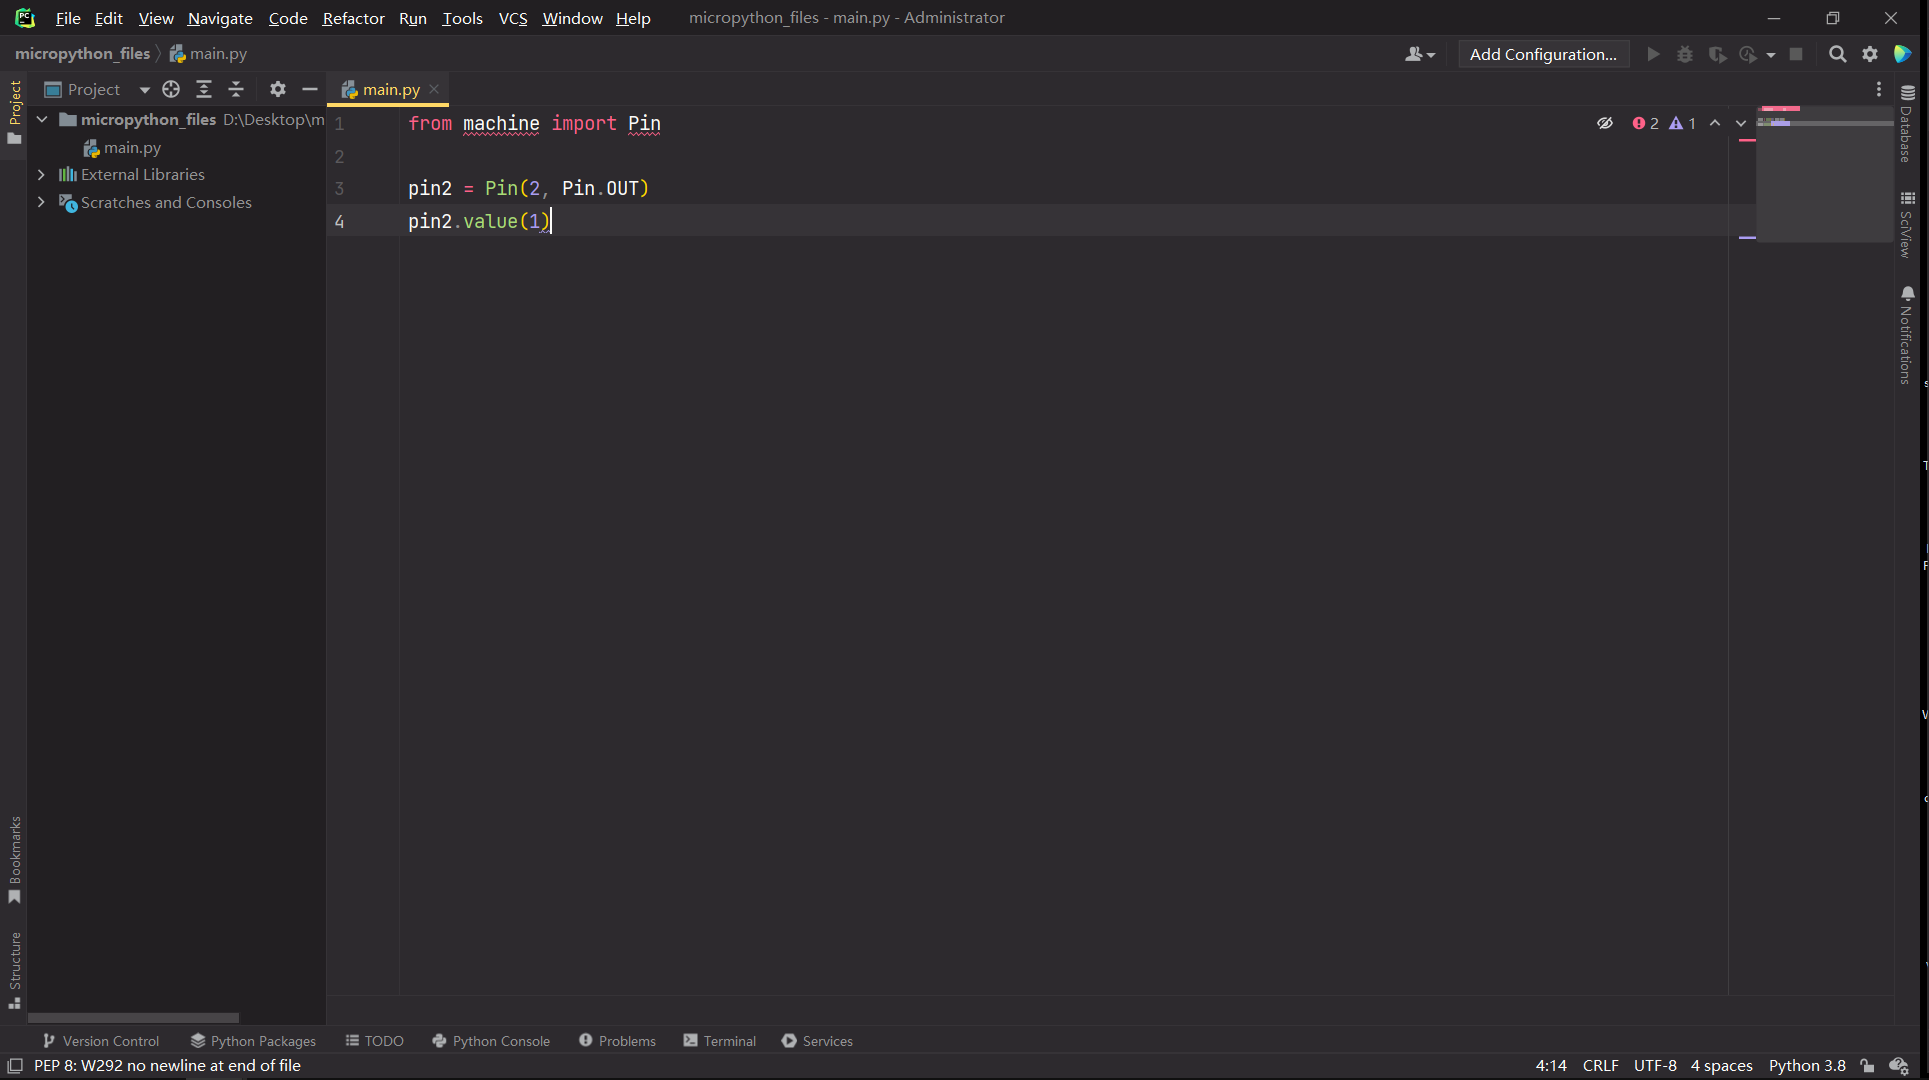 File Edit View Navigate Code Refactor Run Tools VCS Window Help micropython_files - main.py - Administrator
micropython_files main.py Add Configuration...
Project main.py
micropython_files D:\Desktop\m
main.py
External Libraries
Scratches and Consoles
1 from machine import Pin
2
3 pin2 = Pin(2, Pin.OUT)
4 pin2.value(1)
2 1
Project
Bookmarks
Structure
Database
SciView
Notifications
Version Control Python Packages TODO Python Console Problems Terminal Services
PEP 8: W292 no newline at end of file 4:14 CRLF UTF-8 4 spaces Python 3.8